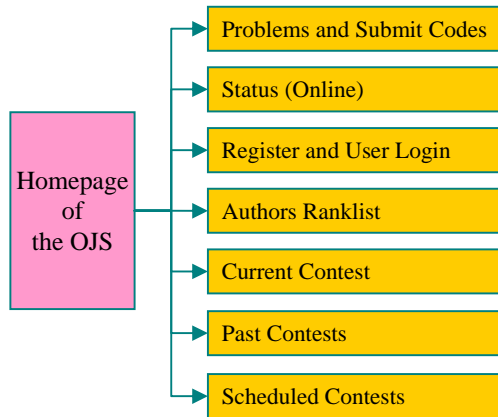 Homepage
of
the OJS
Problems and Submit Codes
Status (Online)
Register and User Login
Authors Ranklist
Current Contest
Past Contests
Scheduled Contests